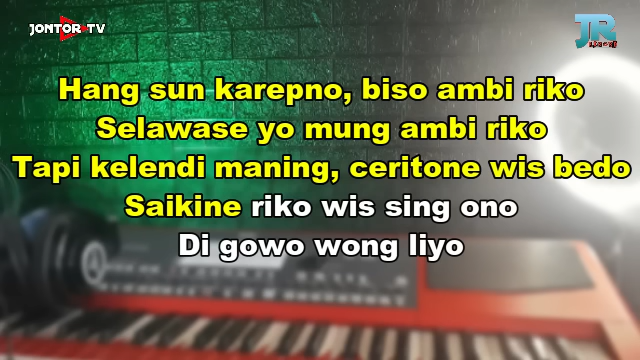 JONTOR TV
JR
Hang sun karepno, biso ambi riko
Selawase yo mung ambi riko
Tapi kelendi maning, ceritone wis bedo
Saikine riko wis sing ono
Di gowo wong liyo